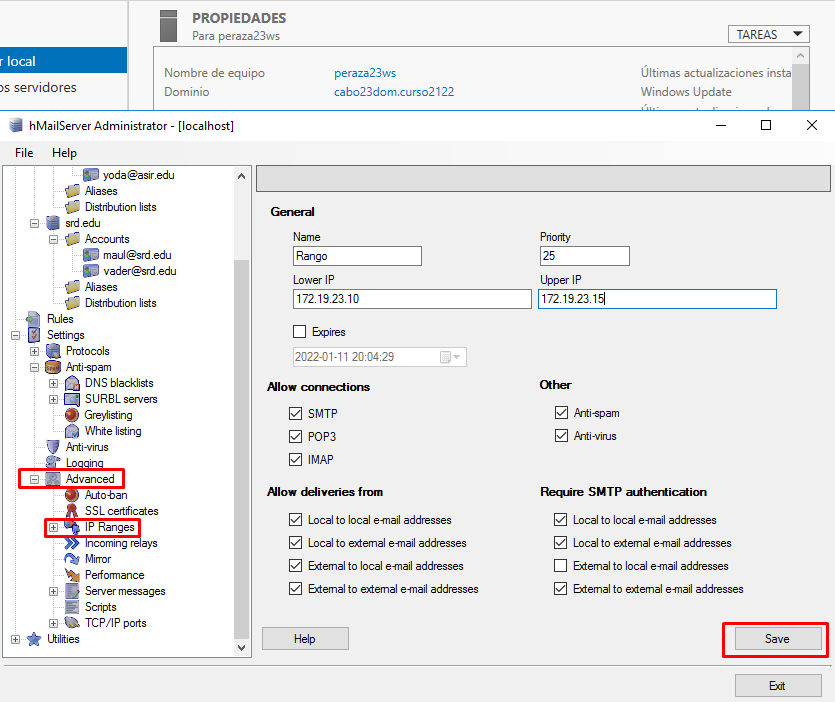 PROPIEDADES
Para peraza23ws
TAREAS
r local
os servidores
Nombre de equipo
peraza23ws
Últimas actualizaciones insta
Dominio
cabo23dom.curso2122
Windows Update
hMailServer Administrator - [localhost]
File
Help
yoda@asir.edu
Aliases
Distribution lists
srd.edu
Accounts
maul@srd.edu
vader@srd.edu
Aliases
Distribution lists
Rules
Settings
Protocols
Anti-spam
DNS blacklists
SURBL servers
Greylisting
White listing
Anti-virus
Logging
Advanced
Auto-ban
SSL certificates
IP Ranges
Incoming relays
Mirror
Performance
Server messages
Scripts
TCP/IP ports
Utilities
General
Name
Priority
Rango
25
Lower IP
Upper IP
172.19.23.10
172.19.23.15
Expires
2022-01-11 20:04:29
Allow connections
Other
SMTP
Anti-spam
POP3
Anti-virus
IMAP
Allow deliveries from
Require SMTP authentication
Local to local e-mail addresses
Local to local e-mail addresses
Local to external e-mail addresses
Local to external e-mail addresses
External to local e-mail addresses
External to local e-mail addresses
External to external e-mail addresses
External to external e-mail addresses
Help
Save
Exit